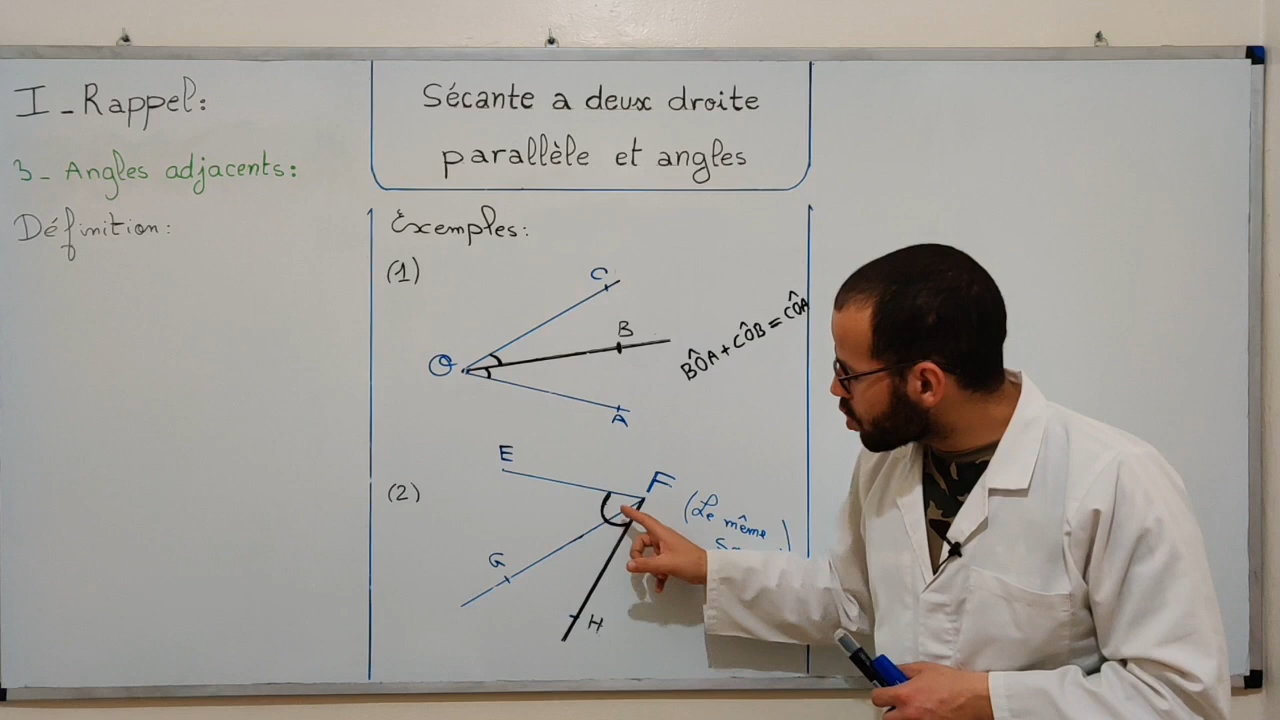 I_Rappel:
3_ Angles adjacents:
Définition:
Sécante a deux droite
parallèle et angles
Exemples:
(1)
C
B
O
A
BÔA + CÔB = CÔA
(2)
E
F
(Le même
G
H